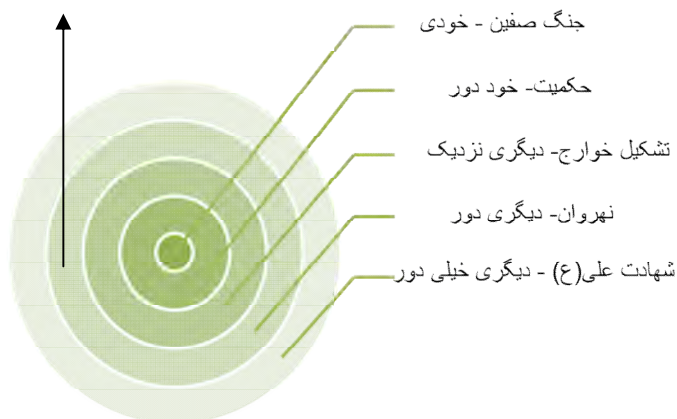 جنگ صفین - خودی
حکمیت- خود دور
تشکیل خوارج- دیگری نزدیک
نهروان- دیگری دور
شهادت علی(ع) - دیگری خیلی دور